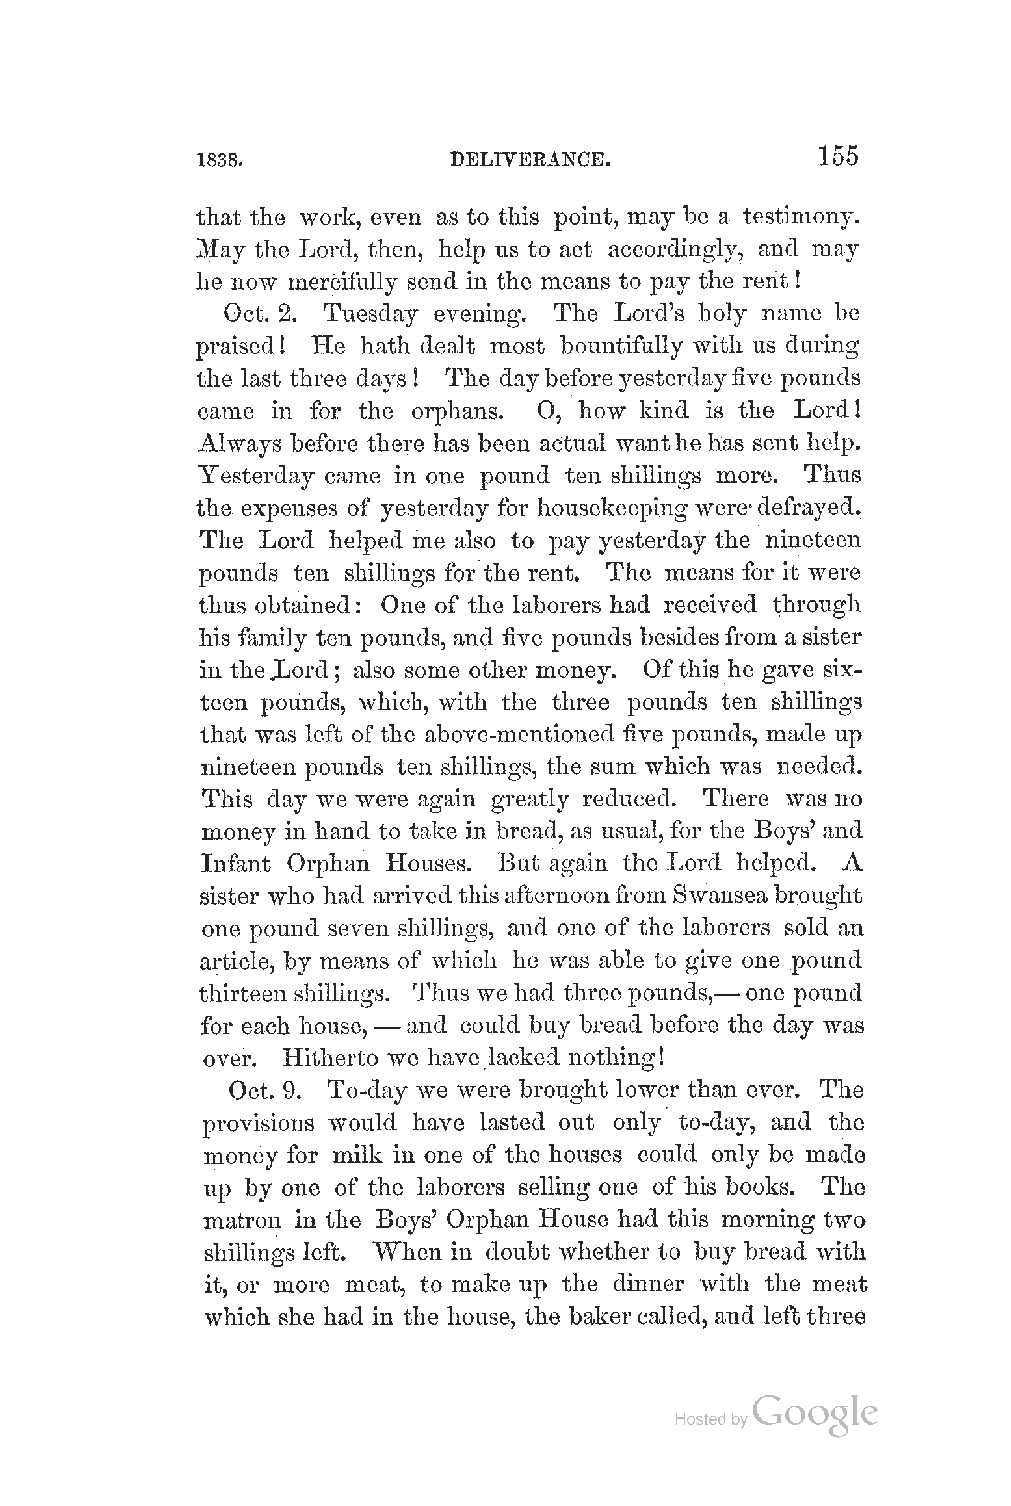 1838. DELIVERANCE. 155
that the work, even as to this point, may be a testimony.
May the Lord, then, help us to act accordingly, and may
he now mercifully send in the means to pay the rent!
Oct. 2. Tuesday evening. The Lord's holy name be
praised! He hath dealt most bountifully with us during
the last three days! The day before yesterday five pounds
came in for the orphans. O, how kind is the Lord!
Always before there has been actual want he has sent help.
Yesterday came in one pound ten shillings more. Thus
the expenses of yesterday for housekeeping were defrayed.
The Lord helped me also to pay yesterday the nineteen
pounds ten shillings for the rent. The means for it were
thus obtained: One of the laborers had received through
his family ten pounds, and five pounds besides from a sister
in the Lord; also some other money. Of this he gave six-
teen pounds, which, with the three pounds ten shillings
that was left of the above-mentioned five pounds, made up
nineteen pounds ten shillings, the sum which was needed.
This day we were again greatly reduced. There was no
money in hand to take in bread, as usual, for the Boys' and
Infant Orphan Houses. But again the Lord helped. A
sister who had arrived this afternoon from Swansea brought
one pound seven shillings, and one of the laborers sold an
article, by means of which he was able to give one pound
thirteen shillings. Thus we had three pounds,—one pound
for each house,—and could buy bread before the day was
over. Hitherto we have lacked nothing!
Oct. 9. To-day we were brought lower than ever. The
provisions would have lasted out only to-day, and the
money for milk in one of the houses could only be made
up by one of the laborers selling one of his books. The
matron in the Boys' Orphan House had this morning two
shillings left. When in doubt whether to buy bread with
it, or more meat, to make up the dinner with the meat
which she had in the house, the baker called, and left three
Hosted by Google